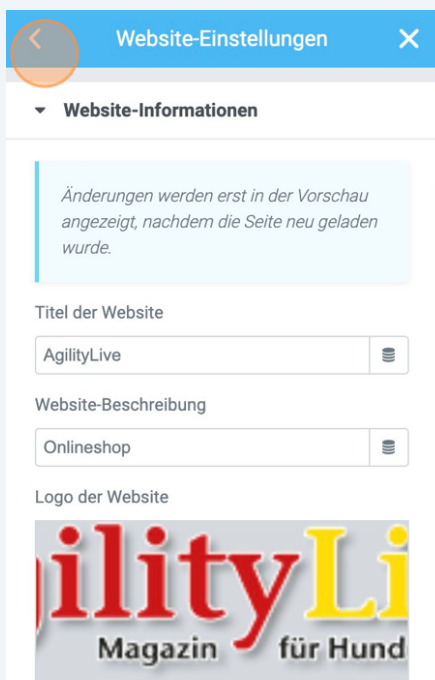 Website-Einstellungen
Website-Informationen
Änderungen werden erst in der Vorschau
angezeigt, nachdem die Seite neu geladen
wurde.
Titel der Website
AgilityLive
Website-Beschreibung
Onlineshop
Logo der Website
gilityLi
Magazin für Hund